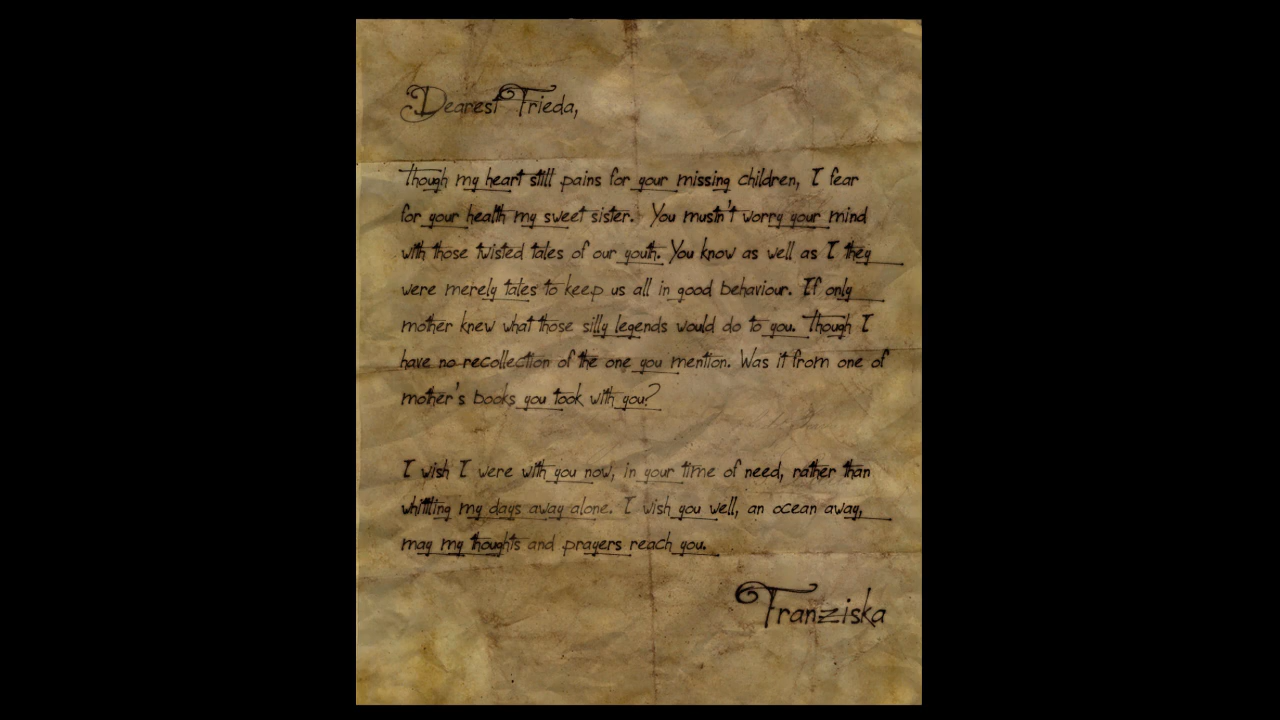 Dearest Frieda,
Though my heart still pains for your missing children, I fear
for your health my sweet sister. You mustn't worry your mind
with those twisted tales of our youth. You know as well as I they
were merely tales to keep us all in good behaviour. If only
mother knew what those silly legends would do to you. Though I
have no recollection of the one you mention. Was it from one of
mother's books you took with you?
I wish I were with you now, in your time of need, rather than
whittling my days away alone. I wish you well, an ocean away,
may my thoughts and prayers reach you.
Franziska